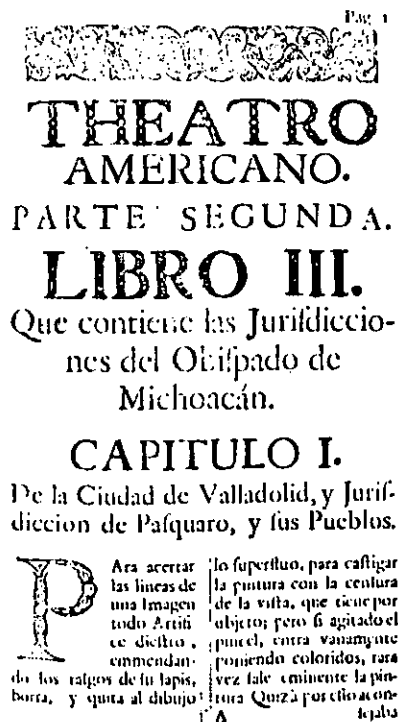 Pag. 1
THEATRO
AMERICANO.
PARTE SEGUNDA.
LIBRO III.
Que contiene las Juriſdiccio-
nes del Obiſpado de
Michoacán.
CAPITULO I.
De la Ciudad de Valladolid, y Juriſ-
diccion de Paſquaro, y ſus Pueblos.
PAra acertar
las lineas de
una Imagen
todo Artifi
ce dieſtro,
enmendan-
do los raſgos de ſu lapis,
borra, y quita al dibujo
lo ſuperfluo, para caſtigar
la pintura con la cenſura
de la viſta, que tiene por
objeto; pero ſi agitado el
pincel, entra vanamente
poniendo coloridos, rara
vez ſale eminente la pin-
tura Quizà por eſto acon-
A
ſejaba